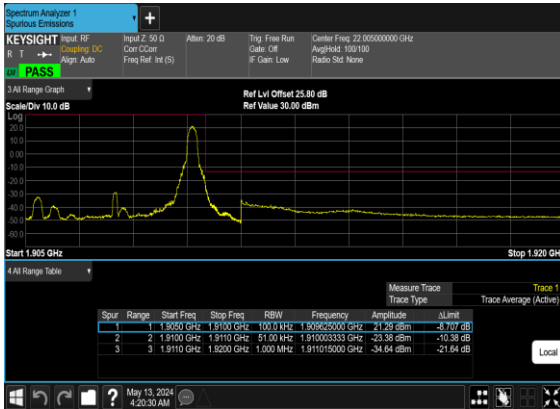 Spectrum Analyzer 1
Spurious Emissions
+
KEYSIGHT Input: RF Input Z: 50 Ω Atten: 20 dB Trig: Free Run Center Freq: 22.005000000 GHz
R T Coupling: DC Corr CCorr Gate: Off Avg|Hold: 100/100
Align: Auto Freq Ref: Int (S) IF Gain: Low Radio Std: None
LW PASS
3 All Range Graph
Ref Lvl Offset 25.80 dB
Scale/Div 10.0 dB Ref Value 30.00 dBm
Log
20.0
10.0
0.00
-10.0
-20.0
-30.0
-40.0
-50.0
-60.0
Start 1.905 GHz Stop 1.920 GH
4 All Range Table
Measure Trace Trace 1
Trace Type Trace Average (Active)
Spur Range Start Freq Stop Freq RBW Frequency Amplitude ΔLimit
1 1 1.9050 GHz 1.9100 GHz 100.0 kHz 1.909625000 GHz 21.29 dBm -8.707 dB
2 2 1.9100 GHz 1.9110 GHz 51.00 kHz 1.910003333 GHz -23.38 dBm -10.38 dB
3 3 1.9110 GHz 1.9200 GHz 1.000 MHz 1.911015000 GHz -34.64 dBm -21.64 dB
Local
? May 13, 2024
4:20:30 AM